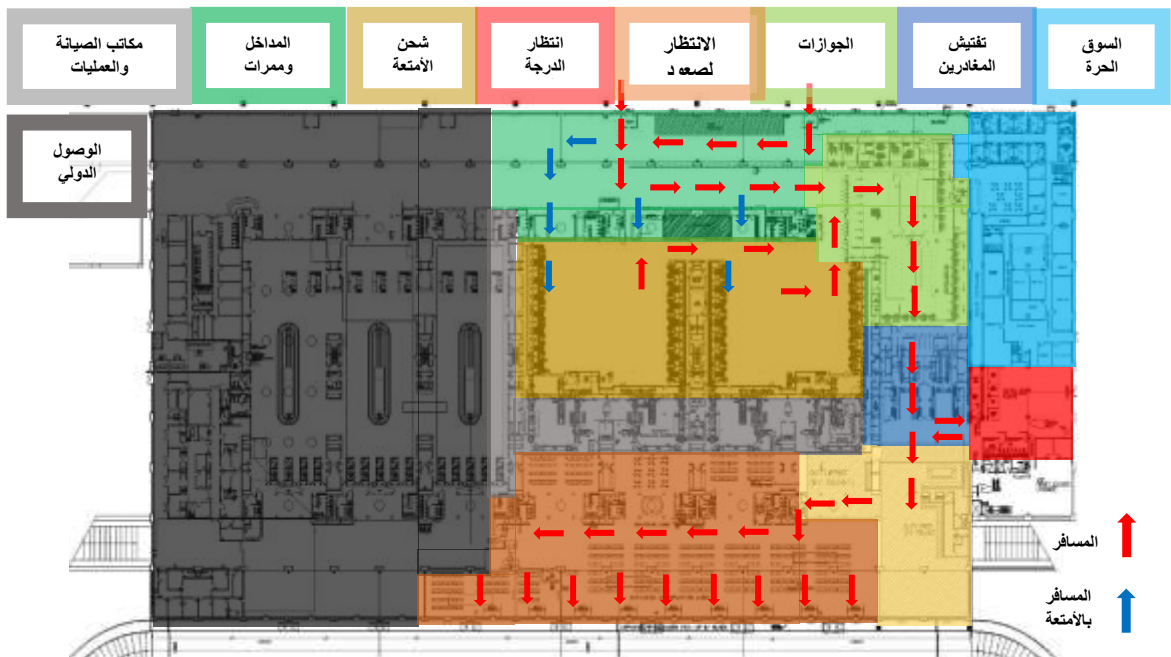 السوق
الحرة
تفتيش
المغادرين
الجوازات
الانتظار
لصعود
انتظار
الدرجة
شحن
الأمتعة
المداخل
وممرات
مكاتب الصيانة
والعمليات
الوصول
الدولي
المسافر
المسافر
بالأمتعة